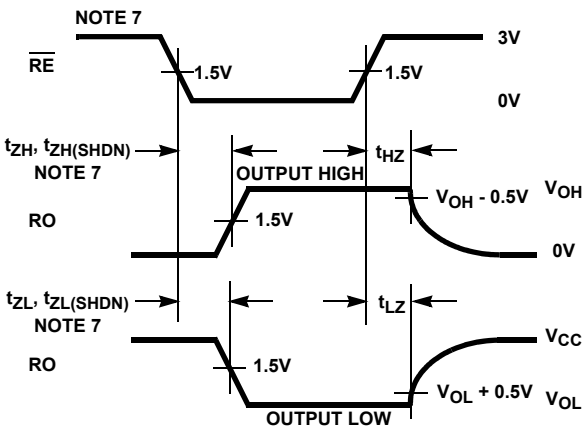 NOTE 7
RE
3V
1.5V
1.5V
0V
tZH, tZH(SHDN)
NOTE 7
tHZ
OUTPUT HIGH
VOH - 0.5V
VOH
RO
1.5V
0V
tZL, tZL(SHDN)
NOTE 7
tLZ
VCC
RO
1.5V
VOL + 0.5V
VOL
OUTPUT LOW